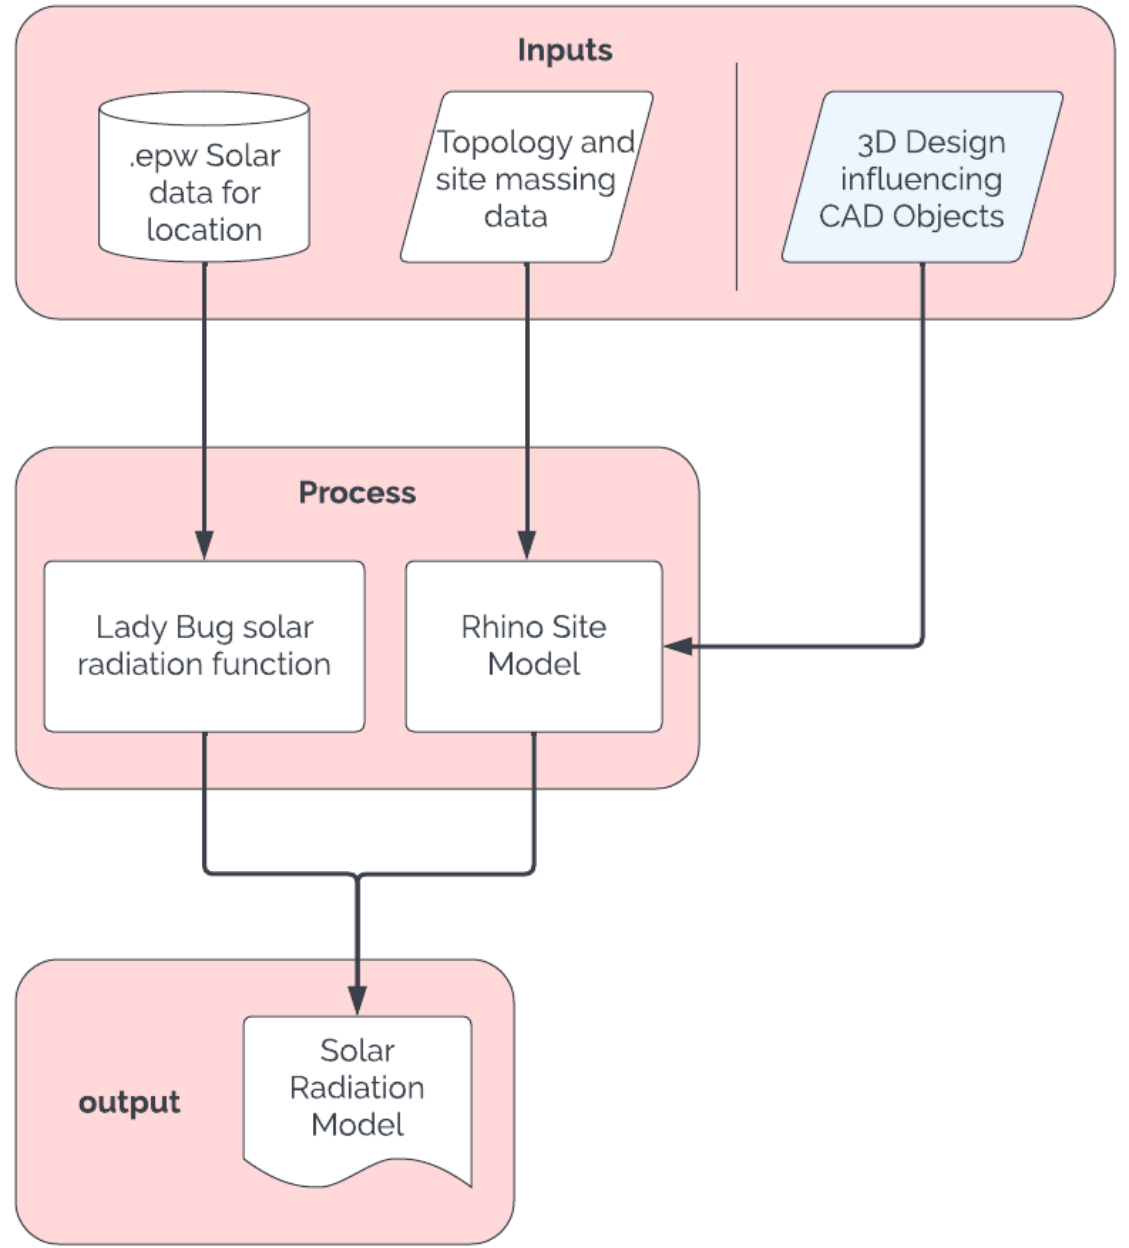 Inputs
.epw Solar
data for
location
Topology and
site massing
data
3D Design
influencing
CAD Objects
Process
Lady Bug solar
radiation function
Rhino Site
Model
output
Solar
Radiation
Model